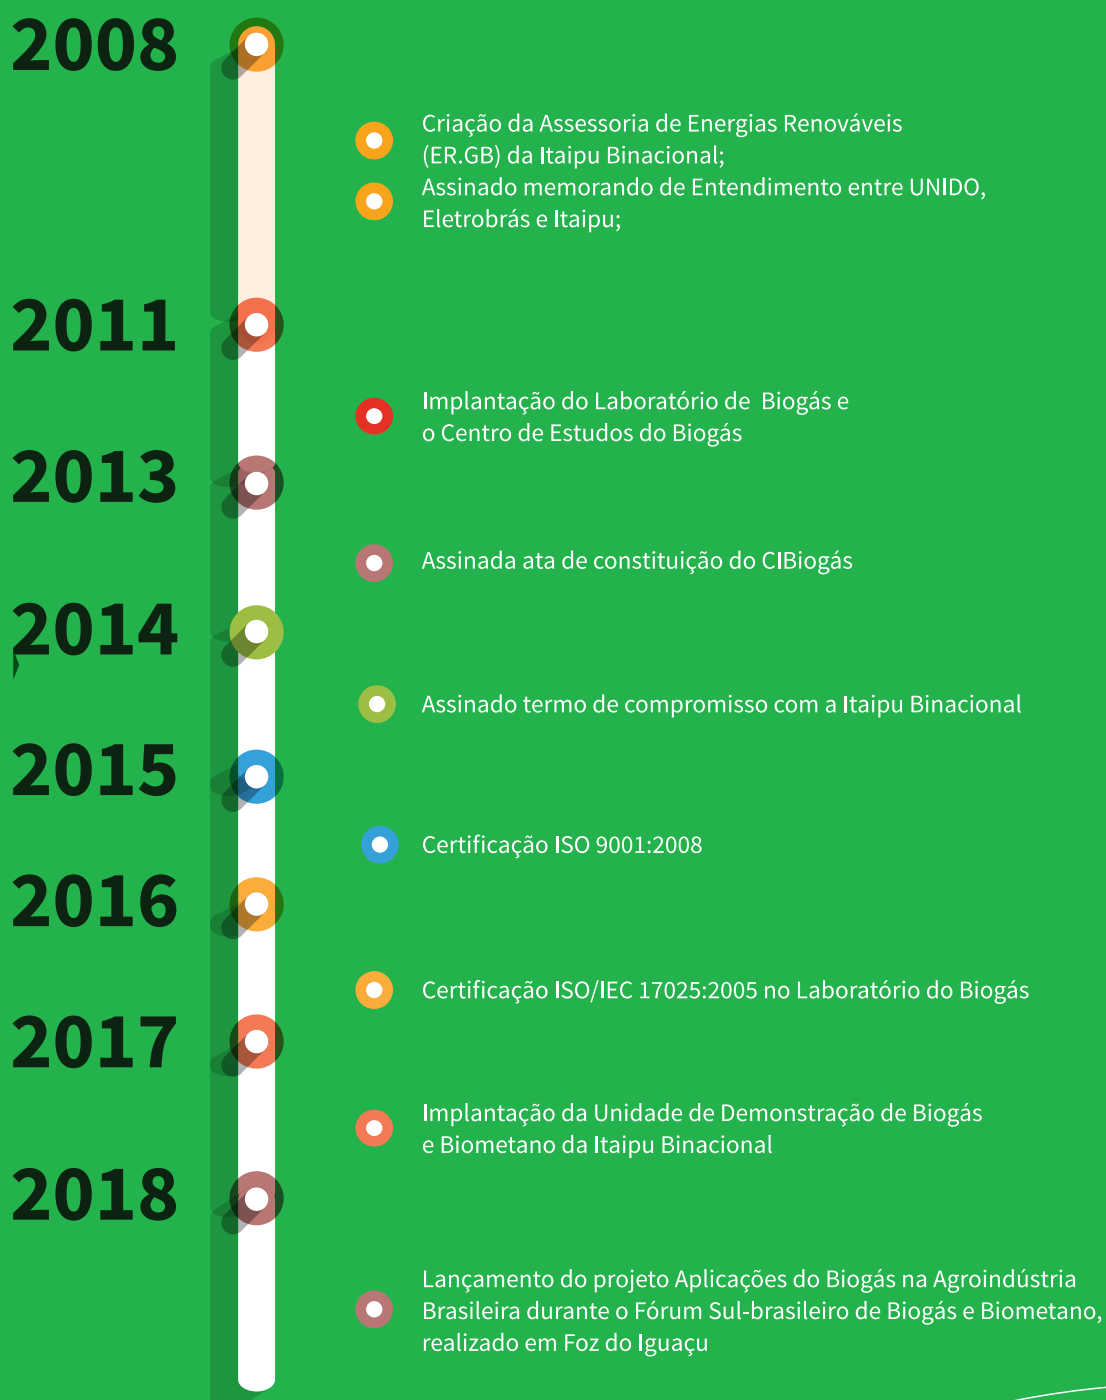 2008
Criação da Assessoria de Energias Renováveis
(ER.GB) da Itaipu Binacional;
Assinado memorando de Entendimento entre UNIDO,
Eletrobrás e Itaipu;
2011
Implantação do Laboratório de Biogás e
o Centro de Estudos do Biogás
2013
Assinada ata de constituição do CIBiogás
2014
Assinado termo de compromisso com a Itaipu Binacional
2015
Certificação ISO 9001:2008
2016
Certificação ISO/IEC 17025:2005 no Laboratório do Biogás
2017
Implantação da Unidade de Demonstração de Biogás
e Biometano da Itaipu Binacional
2018
Lançamento do projeto Aplicações do Biogás na Agroindústria
Brasileira durante o Fórum Sul-brasileiro de Biogás e Biometano,
realizado em Foz do Iguaçu